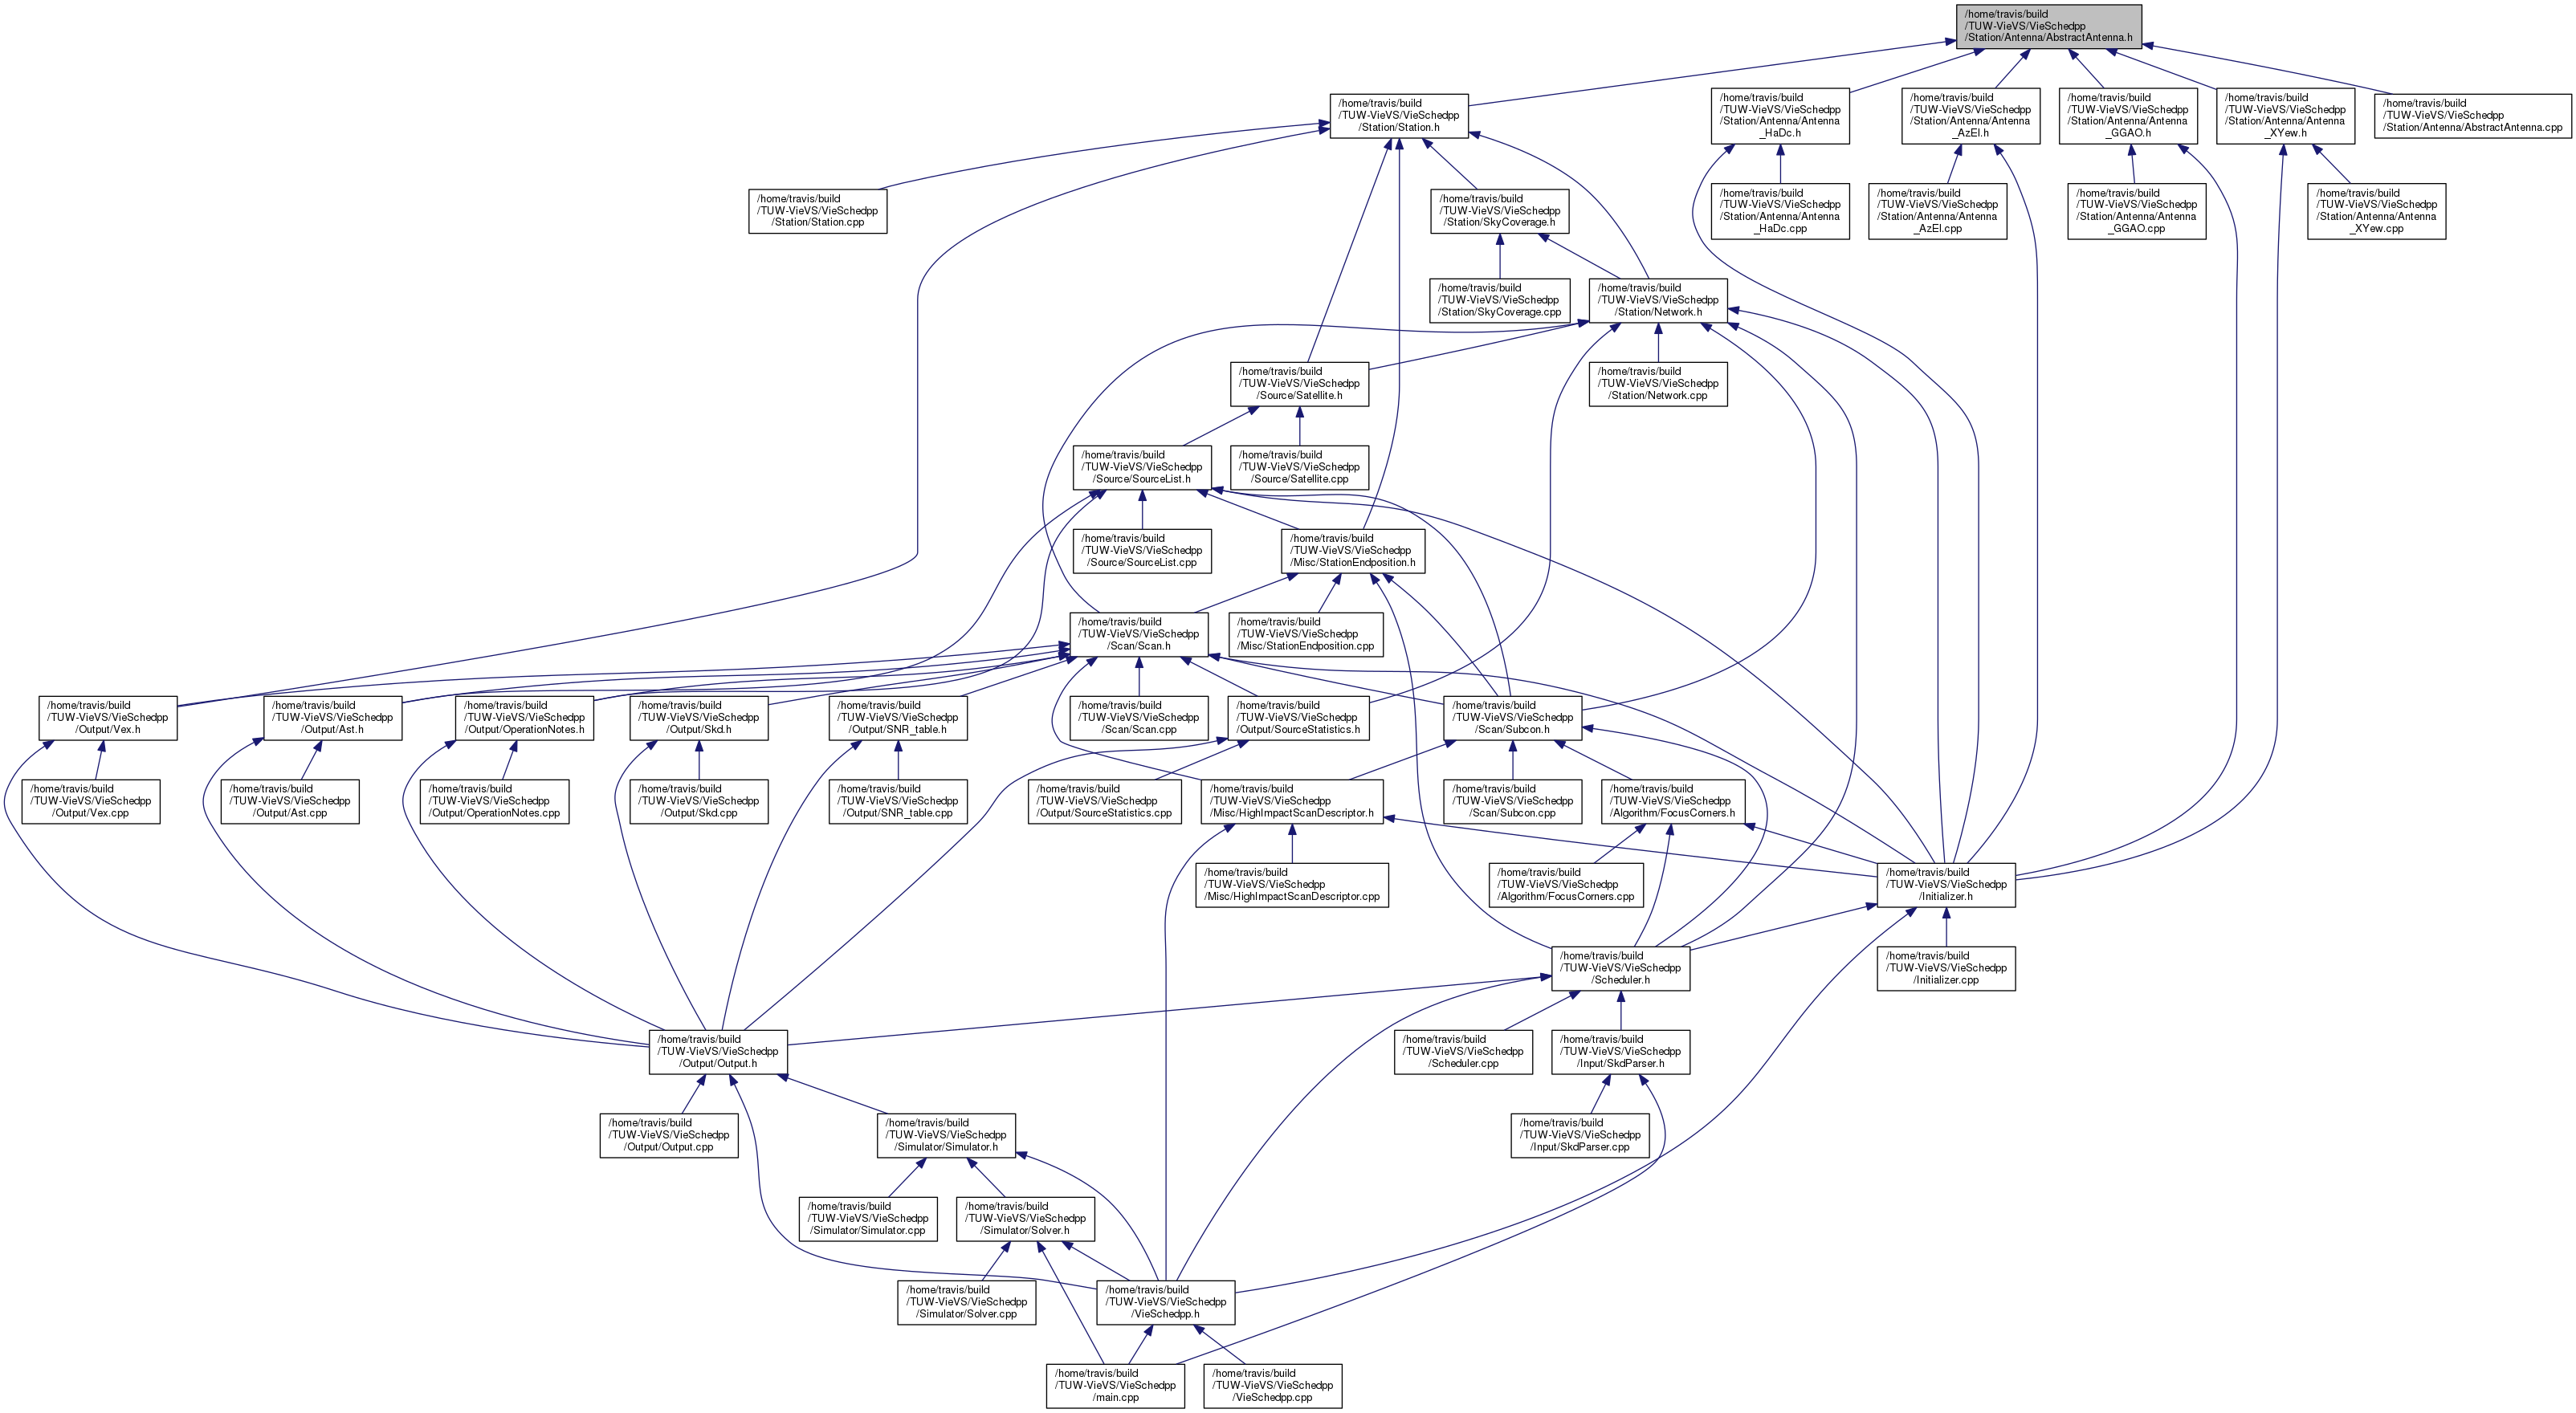 /home/travis/build
/TUW-VieVS/VieSchedpp
/Station/Antenna/AbstractAntenna.h
/home/travis/build
/TUW-VieVS/VieSchedpp
/Station/Station.h
/home/travis/build
/TUW-VieVS/VieSchedpp
/Station/Antenna/Antenna
_HaDc.h
/home/travis/build
/TUW-VieVS/VieSchedpp
/Station/Antenna/Antenna
_AzEl.h
/home/travis/build
/TUW-VieVS/VieSchedpp
/Station/Antenna/Antenna
_GGAO.h
/home/travis/build
/TUW-VieVS/VieSchedpp
/Station/Antenna/Antenna
_XYew.h
/home/travis/build
/TUW-VieVS/VieSchedpp
/Station/Antenna/AbstractAntenna.cpp
/home/travis/build
/TUW-VieVS/VieSchedpp
/Station/Station.cpp
/home/travis/build
/TUW-VieVS/VieSchedpp
/Station/SkyCoverage.h
/home/travis/build
/TUW-VieVS/VieSchedpp
/Station/Antenna/Antenna
_HaDc.cpp
/home/travis/build
/TUW-VieVS/VieSchedpp
/Station/Antenna/Antenna
_AzEl.cpp
/home/travis/build
/TUW-VieVS/VieSchedpp
/Station/Antenna/Antenna
_GGAO.cpp
/home/travis/build
/TUW-VieVS/VieSchedpp
/Station/Antenna/Antenna
_XYew.cpp
/home/travis/build
/TUW-VieVS/VieSchedpp
/Station/SkyCoverage.cpp
/home/travis/build
/TUW-VieVS/VieSchedpp
/Station/Network.h
/home/travis/build
/TUW-VieVS/VieSchedpp
/Source/Satellite.h
/home/travis/build
/TUW-VieVS/VieSchedpp
/Station/Network.cpp
/home/travis/build
/TUW-VieVS/VieSchedpp
/Source/SourceList.h
/home/travis/build
/TUW-VieVS/VieSchedpp
/Source/Satellite.cpp
/home/travis/build
/TUW-VieVS/VieSchedpp
/Source/SourceList.cpp
/home/travis/build
/TUW-VieVS/VieSchedpp
/Misc/StationEndposition.h
/home/travis/build
/TUW-VieVS/VieSchedpp
/Scan/Scan.h
/home/travis/build
/TUW-VieVS/VieSchedpp
/Misc/StationEndposition.cpp
/home/travis/build
/TUW-VieVS/VieSchedpp
/Output/Vex.h
/home/travis/build
/TUW-VieVS/VieSchedpp
/Output/Ast.h
/home/travis/build
/TUW-VieVS/VieSchedpp
/Output/OperationNotes.h
/home/travis/build
/TUW-VieVS/VieSchedpp
/Output/Skd.h
/home/travis/build
/TUW-VieVS/VieSchedpp
/Output/SNR_table.h
/home/travis/build
/TUW-VieVS/VieSchedpp
/Scan/Scan.cpp
/home/travis/build
/TUW-VieVS/VieSchedpp
/Output/SourceStatistics.h
/home/travis/build
/TUW-VieVS/VieSchedpp
/Scan/Subcon.h
/home/travis/build
/TUW-VieVS/VieSchedpp
/Output/Vex.cpp
/home/travis/build
/TUW-VieVS/VieSchedpp
/Output/Ast.cpp
/home/travis/build
/TUW-VieVS/VieSchedpp
/Output/OperationNotes.cpp
/home/travis/build
/TUW-VieVS/VieSchedpp
/Output/Skd.cpp
/home/travis/build
/TUW-VieVS/VieSchedpp
/Output/SNR_table.cpp
/home/travis/build
/TUW-VieVS/VieSchedpp
/Output/SourceStatistics.cpp
/home/travis/build
/TUW-VieVS/VieSchedpp
/Misc/HighImpactScanDescriptor.h
/home/travis/build
/TUW-VieVS/VieSchedpp
/Scan/Subcon.cpp
/home/travis/build
/TUW-VieVS/VieSchedpp
/Algorithm/FocusCorners.h
/home/travis/build
/TUW-VieVS/VieSchedpp
/Misc/HighImpactScanDescriptor.cpp
/home/travis/build
/TUW-VieVS/VieSchedpp
/Algorithm/FocusCorners.cpp
/home/travis/build
/TUW-VieVS/VieSchedpp
/Initializer.h
/home/travis/build
/TUW-VieVS/VieSchedpp
/Scheduler.h
/home/travis/build
/TUW-VieVS/VieSchedpp
/Initializer.cpp
/home/travis/build
/TUW-VieVS/VieSchedpp
/Output/Output.h
/home/travis/build
/TUW-VieVS/VieSchedpp
/Scheduler.cpp
/home/travis/build
/TUW-VieVS/VieSchedpp
/Input/SkdParser.h
/home/travis/build
/TUW-VieVS/VieSchedpp
/Output/Output.cpp
/home/travis/build
/TUW-VieVS/VieSchedpp
/Simulator/Simulator.h
/home/travis/build
/TUW-VieVS/VieSchedpp
/Input/SkdParser.cpp
/home/travis/build
/TUW-VieVS/VieSchedpp
/Simulator/Simulator.cpp
/home/travis/build
/TUW-VieVS/VieSchedpp
/Simulator/Solver.h
/home/travis/build
/TUW-VieVS/VieSchedpp
/Simulator/Solver.cpp
/home/travis/build
/TUW-VieVS/VieSchedpp
/VieSchedpp.h
/home/travis/build
/TUW-VieVS/VieSchedpp
/main.cpp
/home/travis/build
/TUW-VieVS/VieSchedpp
/VieSchedpp.cpp